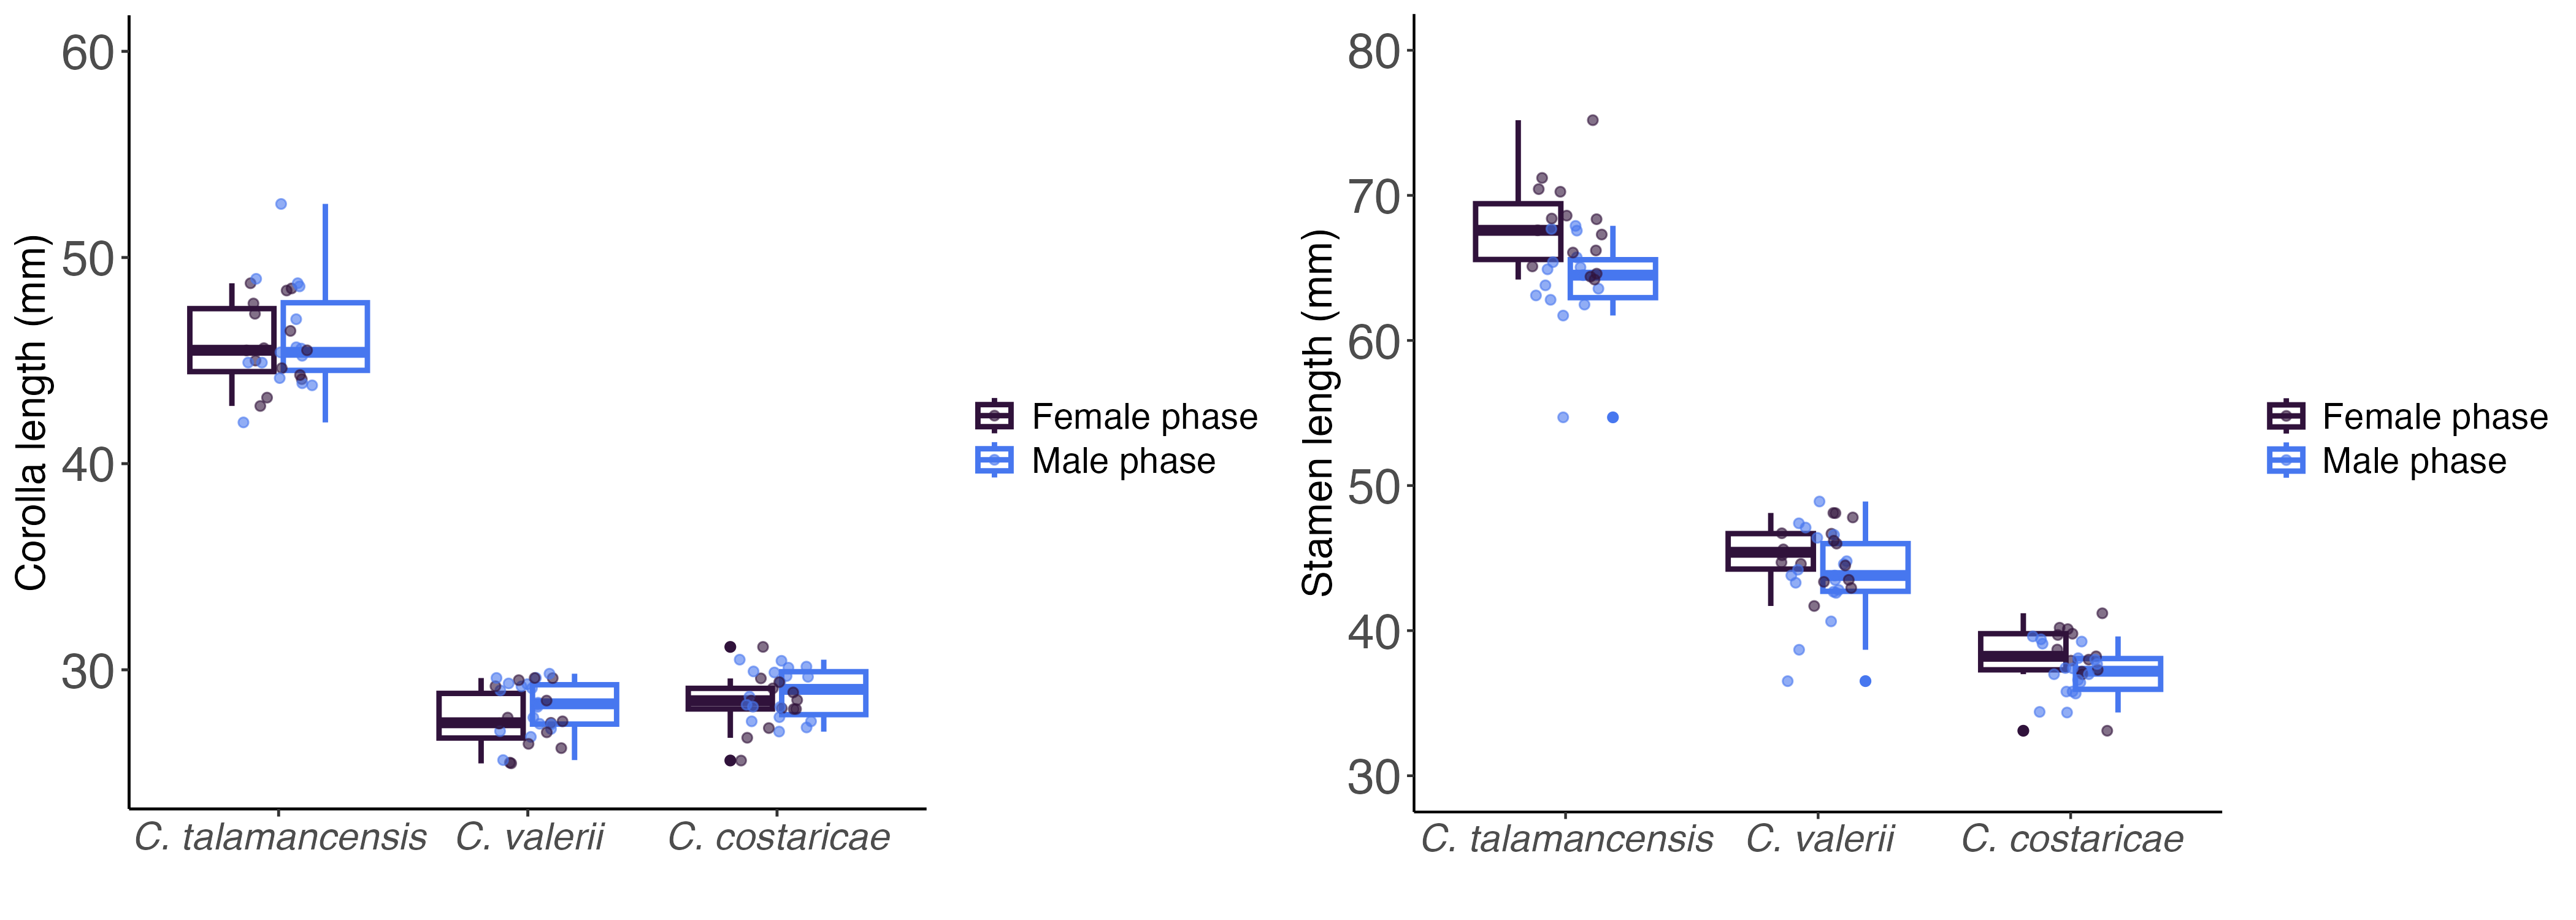 Corolla length (mm)
60
50
40
30
C. talamancensis C. valerii C. costaricae
Female phase
Male phase
Stamen length (mm)
80
70
60
50
40
30
C. talamancensis C. valerii C. costaricae
Female phase
Male phase